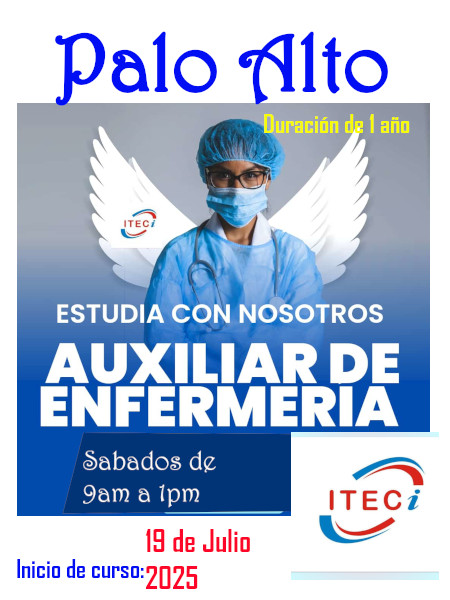 Palo Alto
Duración de 1 año
ITECi
ESTUDIA CON NOSOTROS
AUXILIAR DE
ENFERMERÍA
Sabados de
9am a 1pm
ITECi
19 de Julio
Inicio de curso: 2025